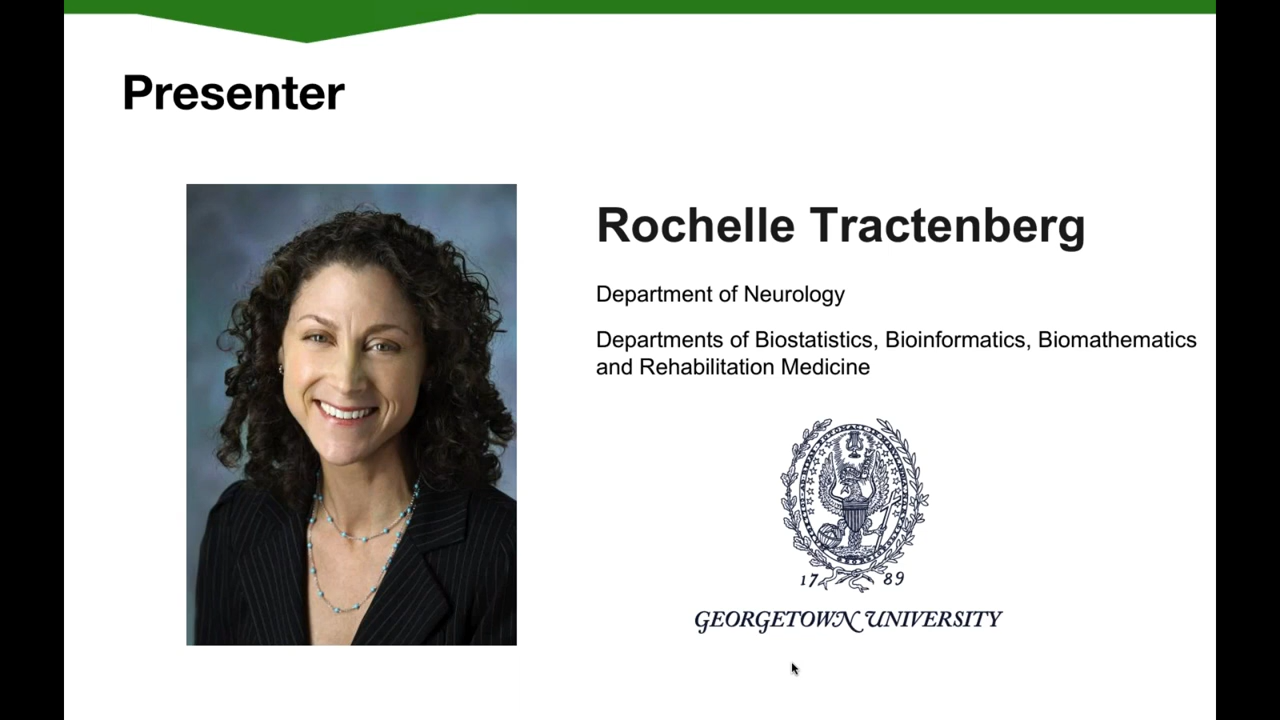 Presenter
Rochelle Tractenberg
Department of Neurology
Departments of Biostatistics, Bioinformatics, Biomathematics
and Rehabilitation Medicine
17 89
GEORGETOWN UNIVERSITY